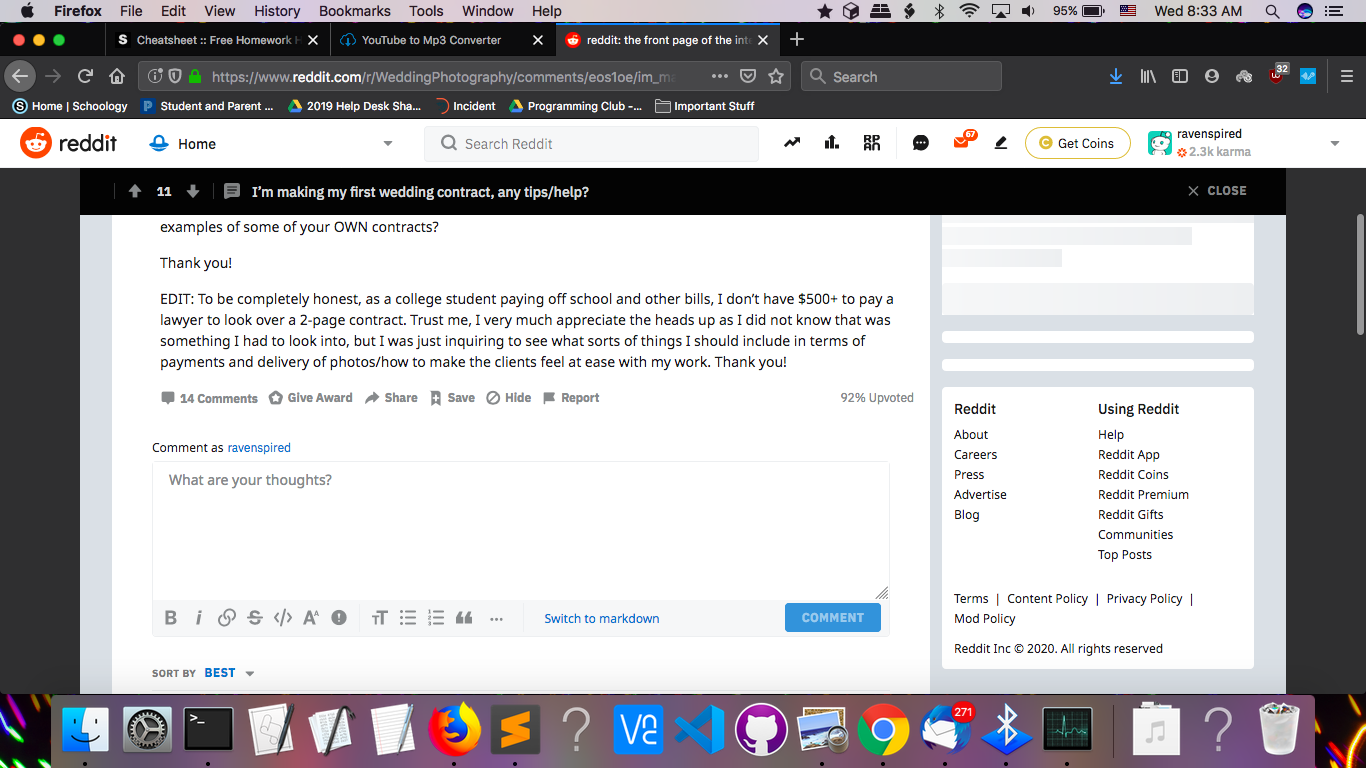 Firefox File Edit View History Bookmarks Tools Window Help 95% Wed 8:33 AM
S Cheatsheet :: Free Homework H YouTube to Mp3 Converter reddit: the front page of the inte
https://www.reddit.com/r/WeddingPhotography/comments/eos1oe/im_ma Search 32
Home | Schoology Student and Parent ... 2019 Help Desk Sha... Incident Programming Club -... Important Stuff
reddit Home Search Reddit 67 Get Coins ravenspired
2.3k karma
11 I'm making my first wedding contract, any tips/help? CLOSE
examples of some of your OWN contracts?
Thank you!
EDIT: To be completely honest, as a college student paying off school and other bills, I don't have $500+ to pay a
lawyer to look over a 2-page contract. Trust me, I very much appreciate the heads up as I did not know that was
something I had to look into, but I was just inquiring to see what sorts of things I should include in terms of
payments and delivery of photos/how to make the clients feel at ease with my work. Thank you!
14 Comments Give Award Share Save Hide Report 92% Upvoted
Comment as ravenspired
What are your thoughts?
B i Switch to markdown COMMENT
SORT BY BEST
Reddit Using Reddit
About Help
Careers Reddit App
Press Reddit Coins
Advertise Reddit Premium
Blog Reddit Gifts
Communities
Top Posts
Terms | Content Policy | Privacy Policy |
Mod Policy
Reddit Inc © 2020. All rights reserved
271